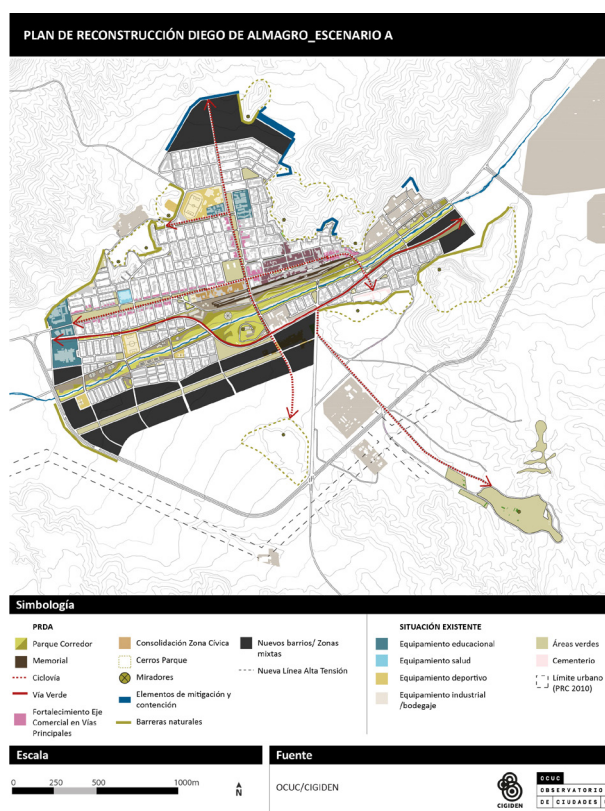 PLAN DE RECONSTRUCCIÓN DIEGO DE ALMAGRO_ESCENARIO A
Simbología
PRDA
Parque Corredor
Memorial
Ciclovía
Vía Verde
Fortalecimiento Eje
Comercial en Vías
Principales
Consolidación Zona Cívica
Cerros Parque
Miradores
Elementos de mitigación y
contención
Barreras naturales
Nuevos barrios/ Zonas
mixtas
Nueva Línea Alta Tensión
SITUACIÓN EXISTENTE
Equipamiento educacional
Equipamiento salud
Equipamiento deportivo
Equipamiento industrial
/bodegaje
Áreas verdes
Cementerio
Límite urbano
(PRC 2010)
Escala
0 250 500 1000m
N
Fuente
OCUC/CIGIDEN
CIGIDEN
OCUC
OBSERVATORIO
DE CIUDADES